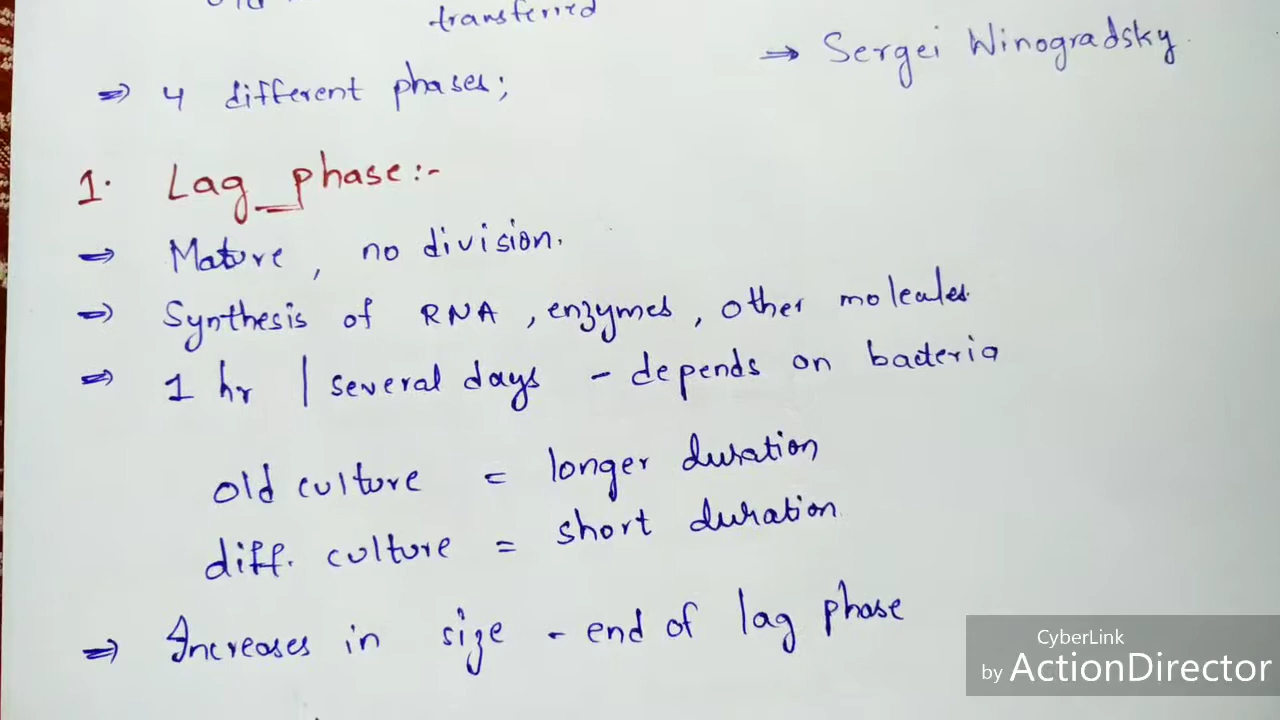 transferred
⇒ Sergei Winogradsky
⇒ 4 different phases;
1. Lag phase:-
⇒ Mature, no division.
⇒ Synthesis of RNA, enzymes, other molecules.
⇒ 1 hr | several days - depends on bacteria
old culture = longer duration
diff. culture = short duration
⇒ Increases in size - end of lag phase
CyberLink
by ActionDirector